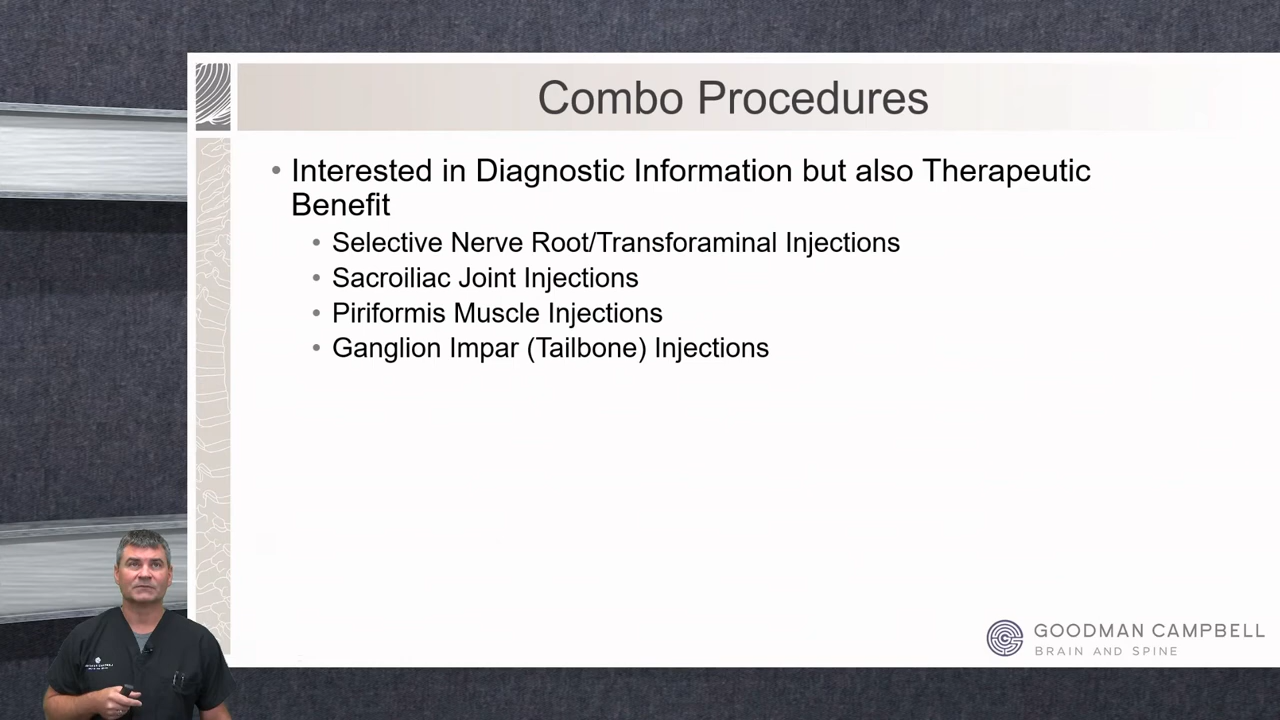 Combo Procedures
• Interested in Diagnostic Information but also Therapeutic
Benefit
• Selective Nerve Root/Transforaminal Injections
• Sacroiliac Joint Injections
• Piriformis Muscle Injections
• Ganglion Impar (Tailbone) Injections
GOODMAN CAMPBELL
BRAIN AND SPINE